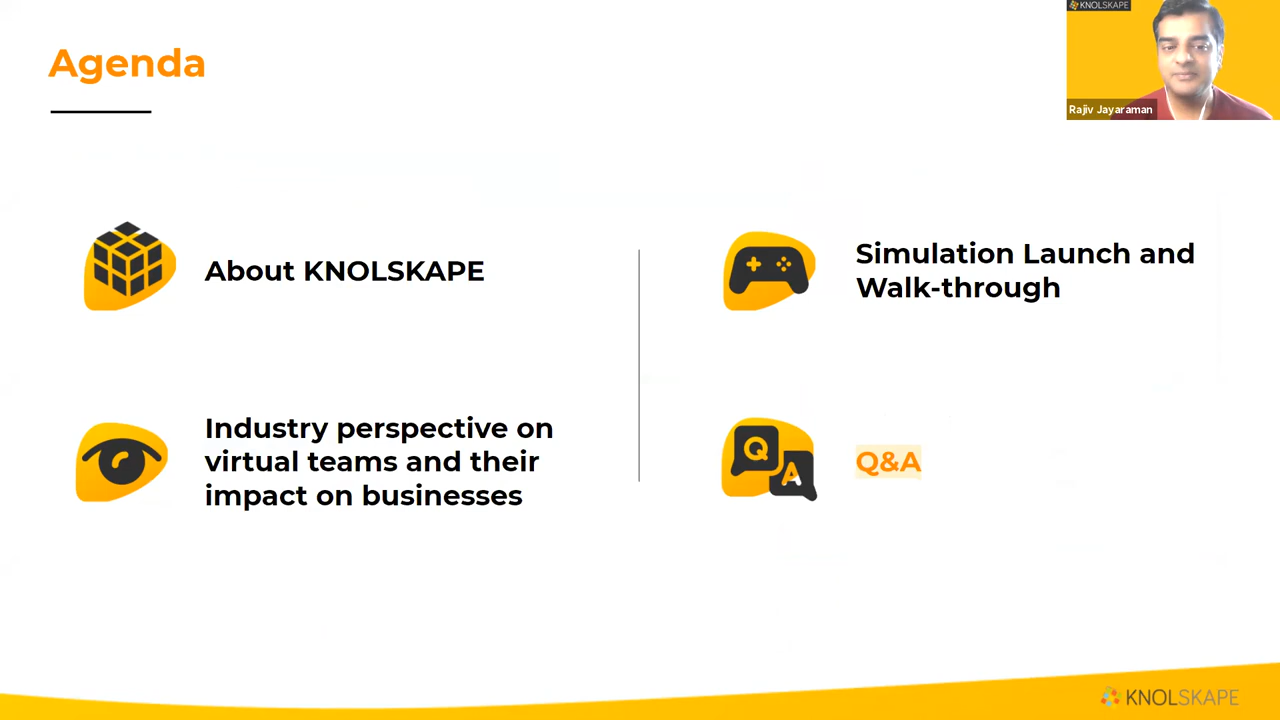 Agenda
KNOLSKAPE
Rajiv Jayaraman
About KNOLSKAPE
Industry perspective on
virtual teams and their
impact on businesses
Simulation Launch and
Walk-through
Q
A
Q&A
KNOLSKAPE